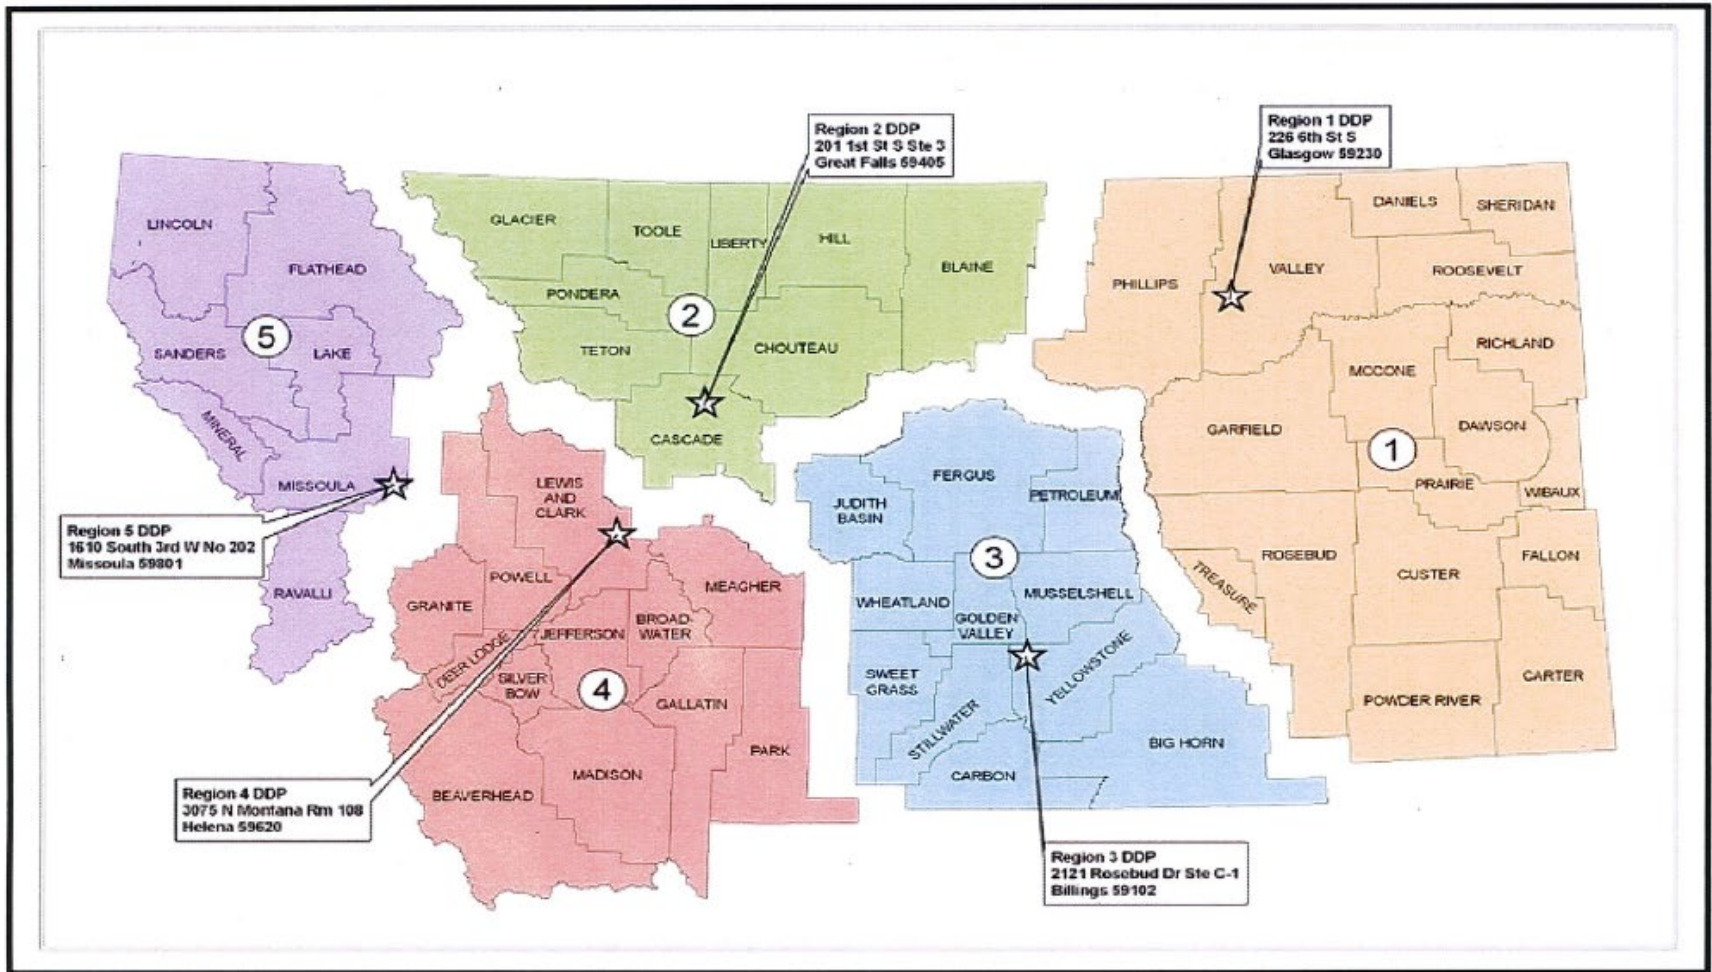 Region 2 DDP
201 1st St S Ste 3
Great Falls 59405
Region 1 DDP
226 6th St S
Glasgow 59230
LINCOLN
FLATHEAD
5
SANDERS
LAKE
MINERAL
MISSOULA
RAVALLI
Region 5 DDP
1610 South 3rd W No 202
Missoula 59801
GLACIER
TOOLE
LIBERTY
HILL
BLAINE
PONDERA
2
TETON
CHOUTEAU
CASCADE
PHILLIPS
VALLEY
DANIELS
SHERIDAN
ROOSEVELT
RICHLAND
MCCONE
GARFIELD
1
DAWSON
PRAIRIE
WIBAUX
TREASURE
ROSEBUD
CUSTER
FALLON
POWDER RIVER
CARTER
LEWIS
AND
CLARK
POWELL
GRANITE
MEAGHER
BROAD-
WATER
JEFFERSON
DEER LODGE
SILVER
BOW
4
GALLATIN
PARK
MADISON
BEAVERHEAD
Region 4 DDP
3075 N Montana Rm 108
Helena 59620
FERGUS
JUDITH
BASIN
PETROLEUM
3
WHEATLAND
GOLDEN
VALLEY
MUSSELSHELL
SWEET
GRASS
STILLWATER
YELLOWSTONE
CARBON
BIG HORN
Region 3 DDP
2121 Rosebud Dr Ste C-1
Billings 59102